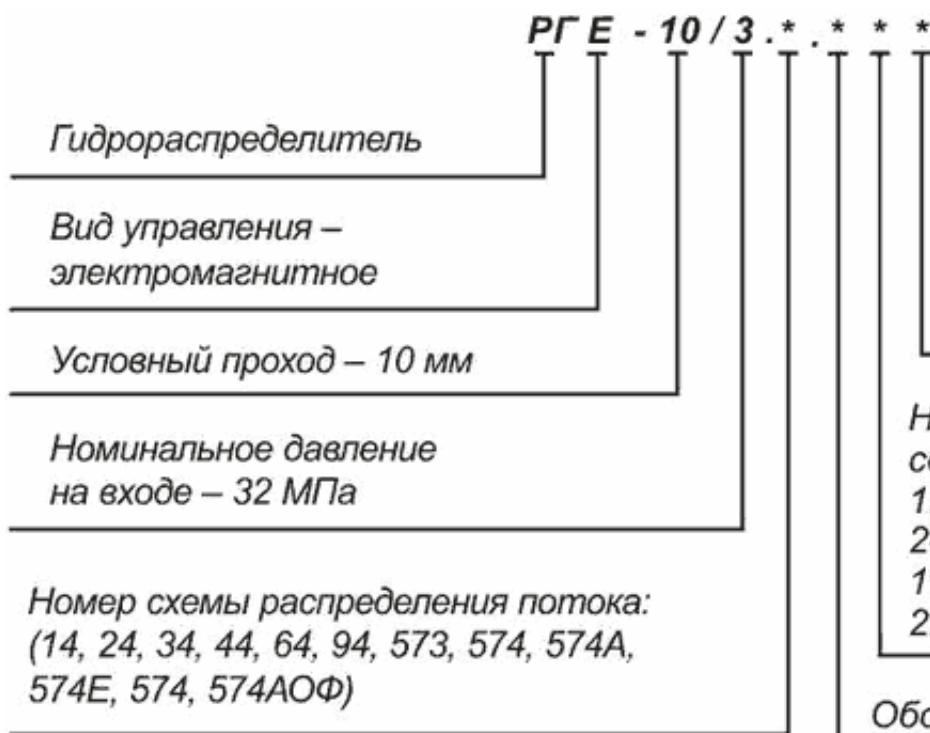 РГ Е - 10 / 3 . * . * * *
Гидрораспределитель
Вид управления –
электромагнитное
Условный проход – 10 мм
Номинальное давление
на входе – 32 МПа
Номер схемы распределения потока:
(14, 24, 34, 44, 64, 94, 573, 574, 574А,
574Е, 574, 574АОФ)